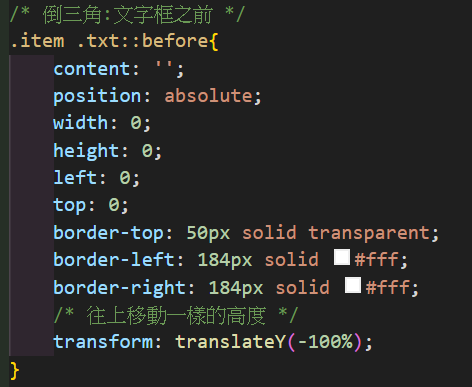 /* 倒三角:文字框之前 */
.item .txt::before{
content: '';
position: absolute;
width: 0;
height: 0;
left: 0;
top: 0;
border-top: 50px solid transparent;
border-left: 184px solid #fff;
border-right: 184px solid #fff;
/* 往上移動一樣的高度 */
transform: translateY(-100%);
}